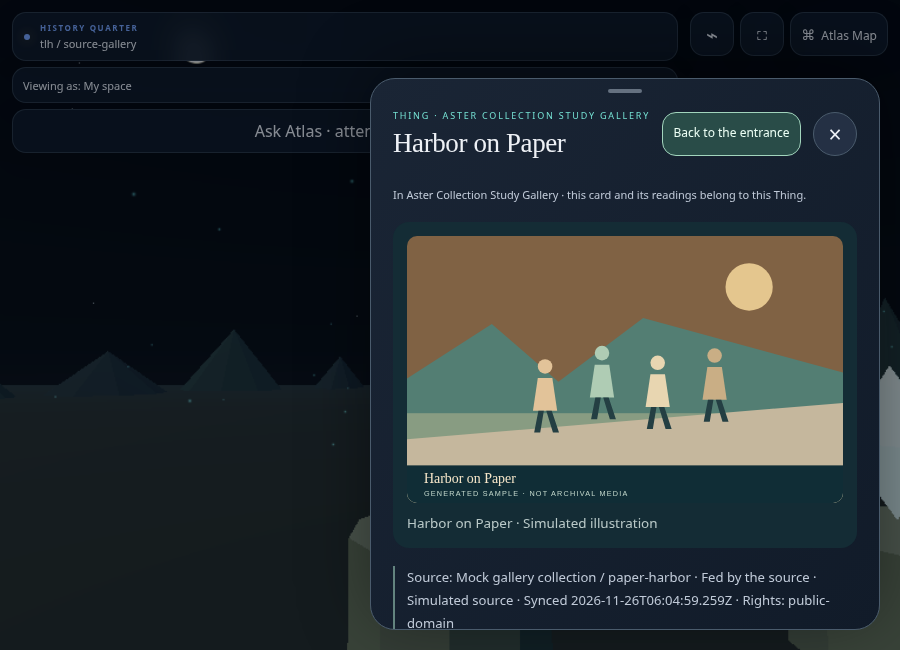 HISTORY QUARTER
tlh / source-gallery
⌘ Atlas Map
Viewing as: My space
Ask Atlas · atter
THING · ASTER COLLECTION STUDY GALLERY
Harbor on Paper
Back to the entrance
In Aster Collection Study Gallery · this card and its readings belong to this Thing.
Harbor on Paper
GENERATED SAMPLE · NOT ARCHIVAL MEDIA
Harbor on Paper · Simulated illustration
Source: Mock gallery collection / paper-harbor · Fed by the source ·
Simulated source · Synced 2026-11-26T06:04:59.259Z · Rights: public-
domain